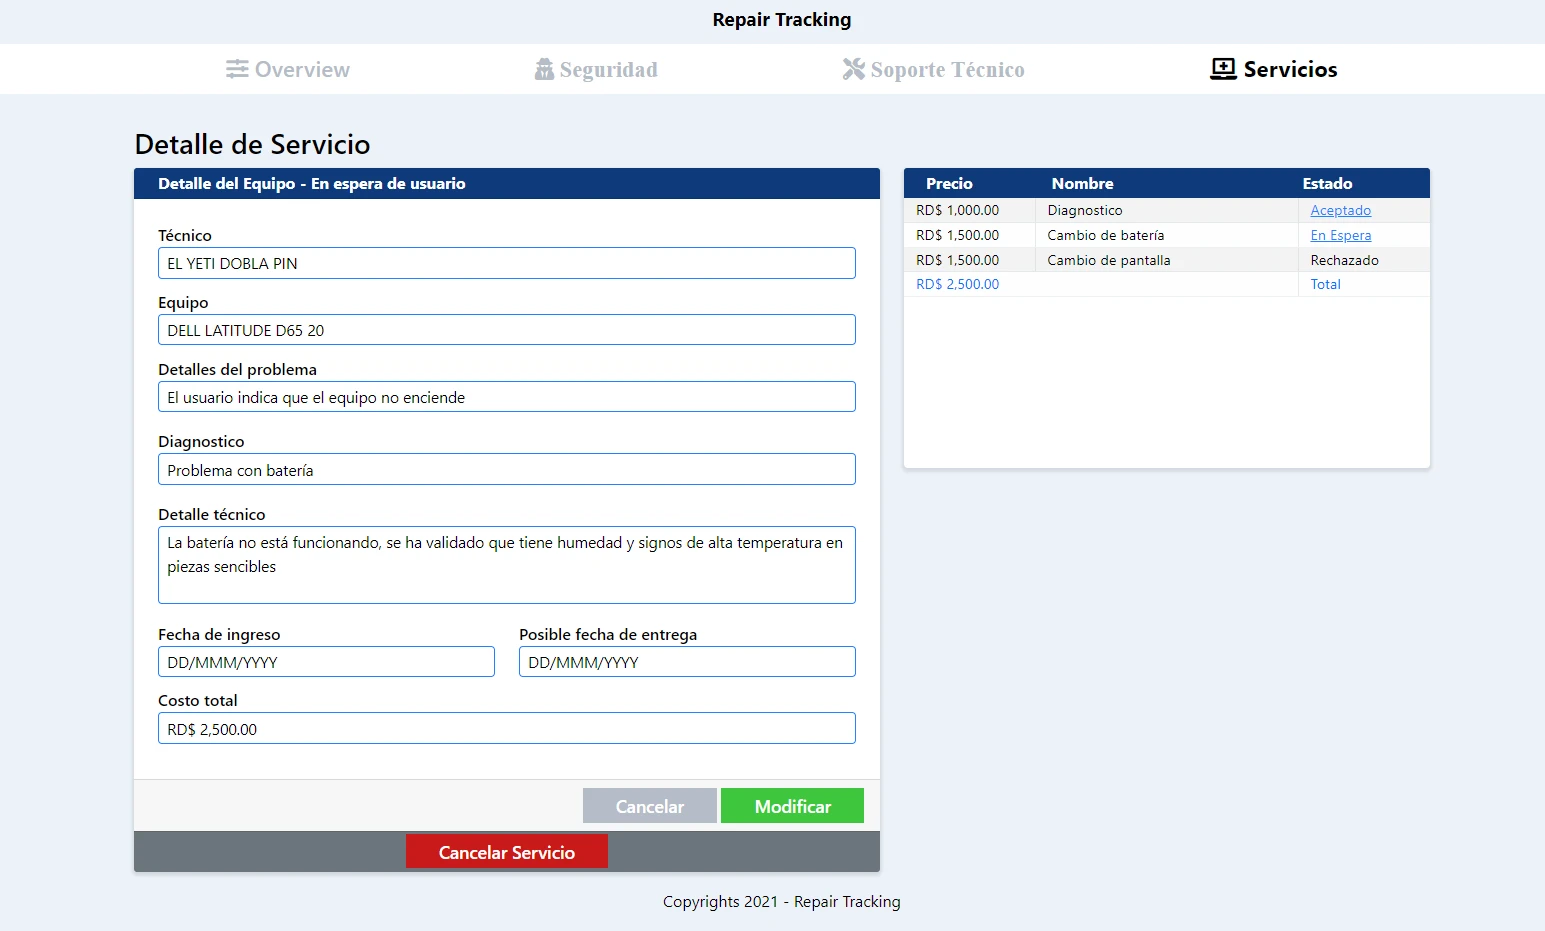 Repair Tracking
Overview
Seguridad
Soporte Técnico
Servicios
Detalle de Servicio
Detalle del Equipo - En espera de usuario
Técnico
EL YETI DOBLA PIN
Equipo
DELL LATITUDE D65 20
Detalles del problema
El usuario indica que el equipo no enciende
Diagnostico
Problema con batería
Detalle técnico
La batería no está funcionando, se ha validado que tiene humedad y signos de alta temperatura en
piezas sencibles
Fecha de ingreso
DD/MMM/YYYY
Posible fecha de entrega
DD/MMM/YYYY
Costo total
RD$ 2,500.00
Cancelar
Modificar
Cancelar Servicio
Precio Nombre Estado
RD$ 1,000.00 Diagnostico Aceptado
RD$ 1,500.00 Cambio de batería En Espera
RD$ 1,500.00 Cambio de pantalla Rechazado
RD$ 2,500.00 Total
Copyrights 2021 - Repair Tracking